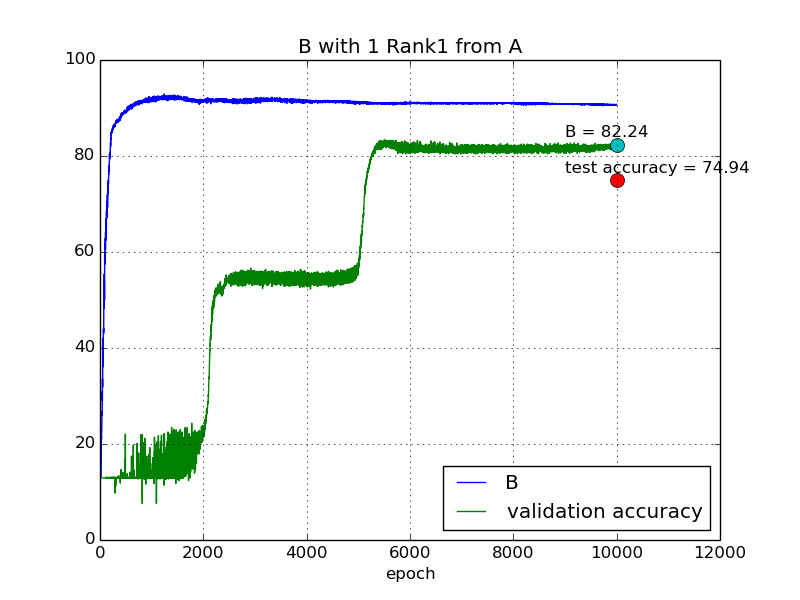 B with 1 Rank1 from A
100
80
60
40
20
0
B = 82.24
test accuracy = 74.94
B
validation accuracy
0 2000 4000 6000 8000 10000 12000
epoch